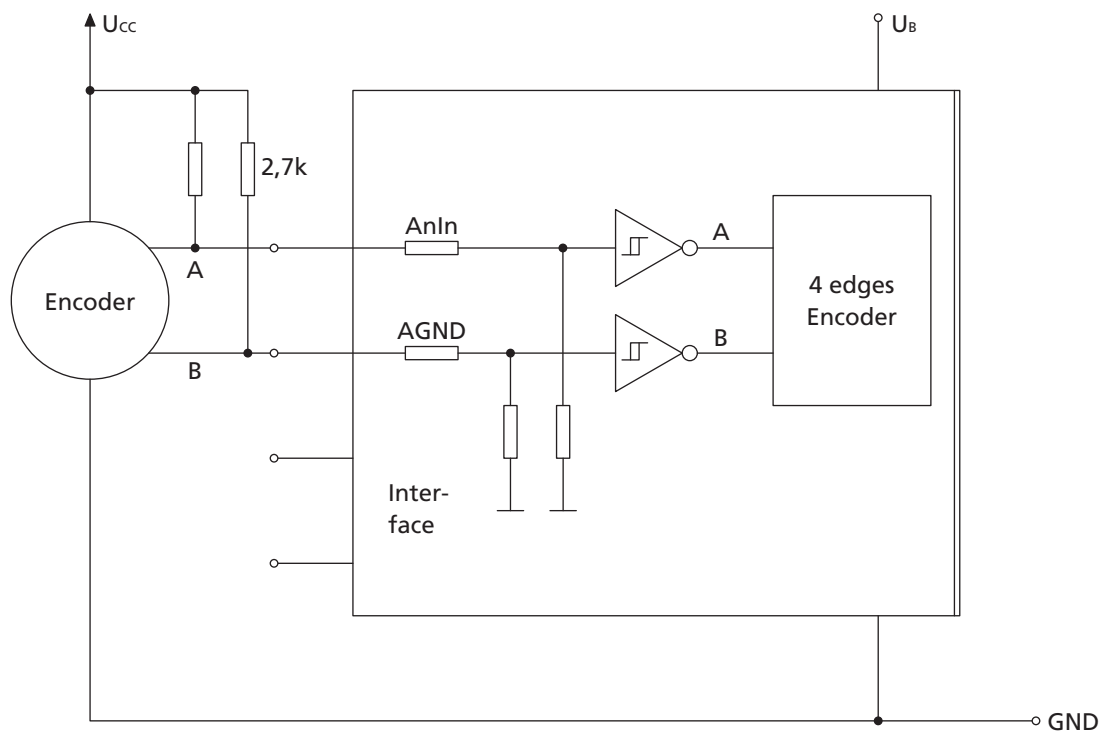 UCC
UB
2,7k
AnIn
A
A
Encoder
4 edges
Encoder
AGND
B
B
Inter-
face
GND